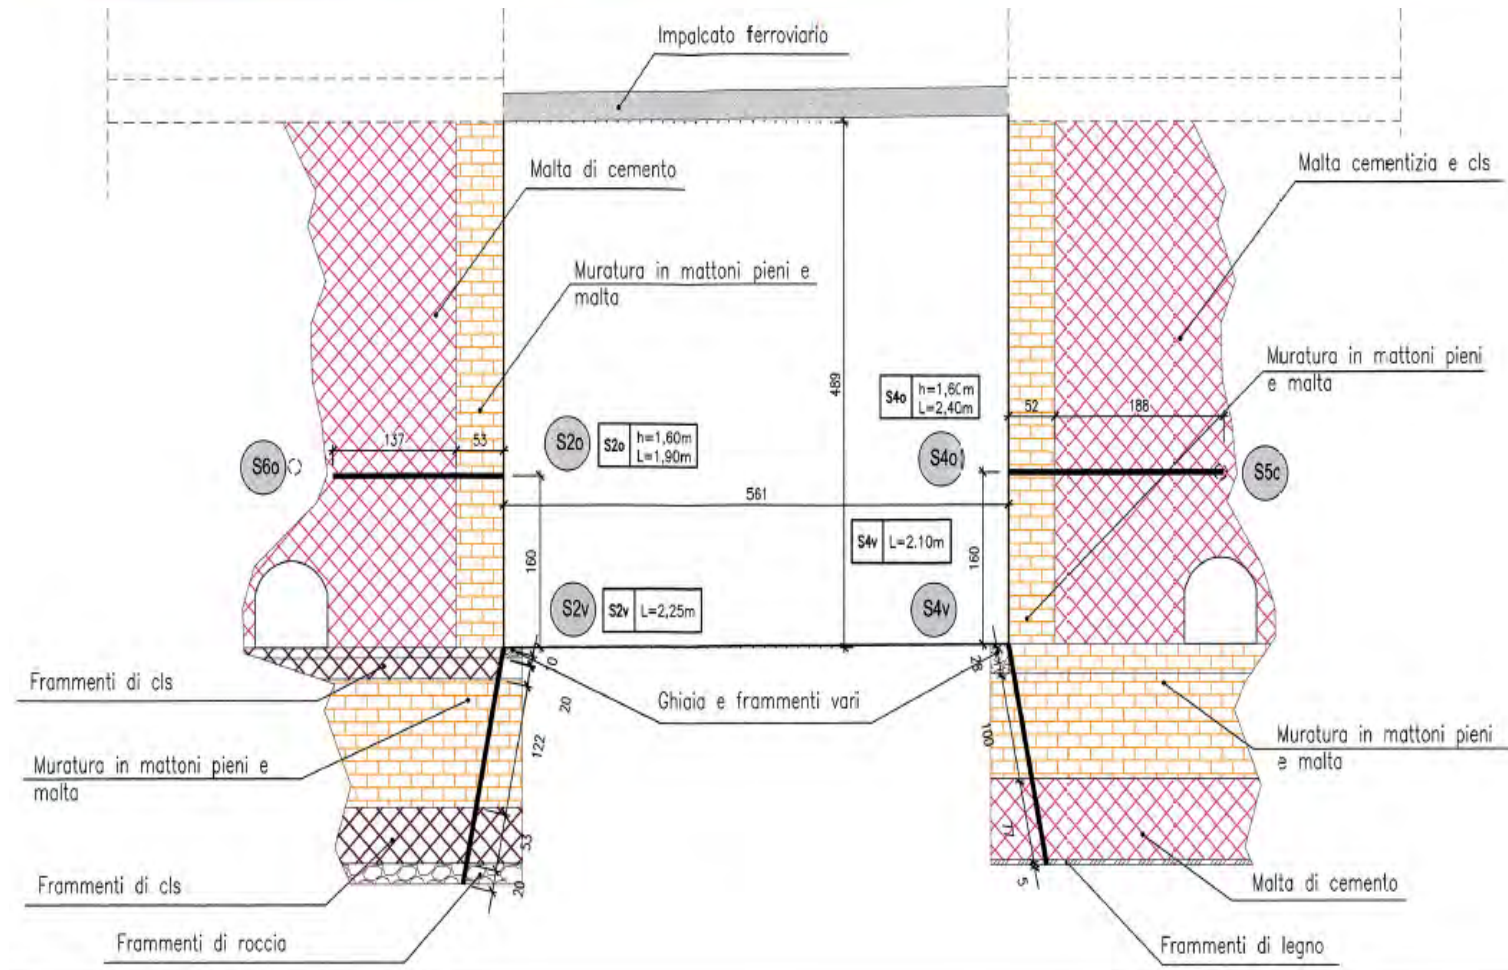 Impalcato ferroviario
Malta di cemento
Malta cementizia e cls
Muratura in mattoni pieni e
malta
Muratura in mattoni pieni
e malta
489
S4o
h=1,60m
L=2,40m
52
188
137
53
S6o
S2o
S2o
h=1,60m
L=1,90m
S4o
S5c
561
160
S4v
L=2.10m
160
S2v
S2v
L=2,25m
S4v
Frammenti di cls
10
Ghiaia e frammenti vari
20
122
100
Muratura in mattoni pieni e
malta
Muratura in mattoni pieni
e malta
53
77
Frammenti di cls
20
5
Malta di cemento
Frammenti di roccia
Frammenti di legno